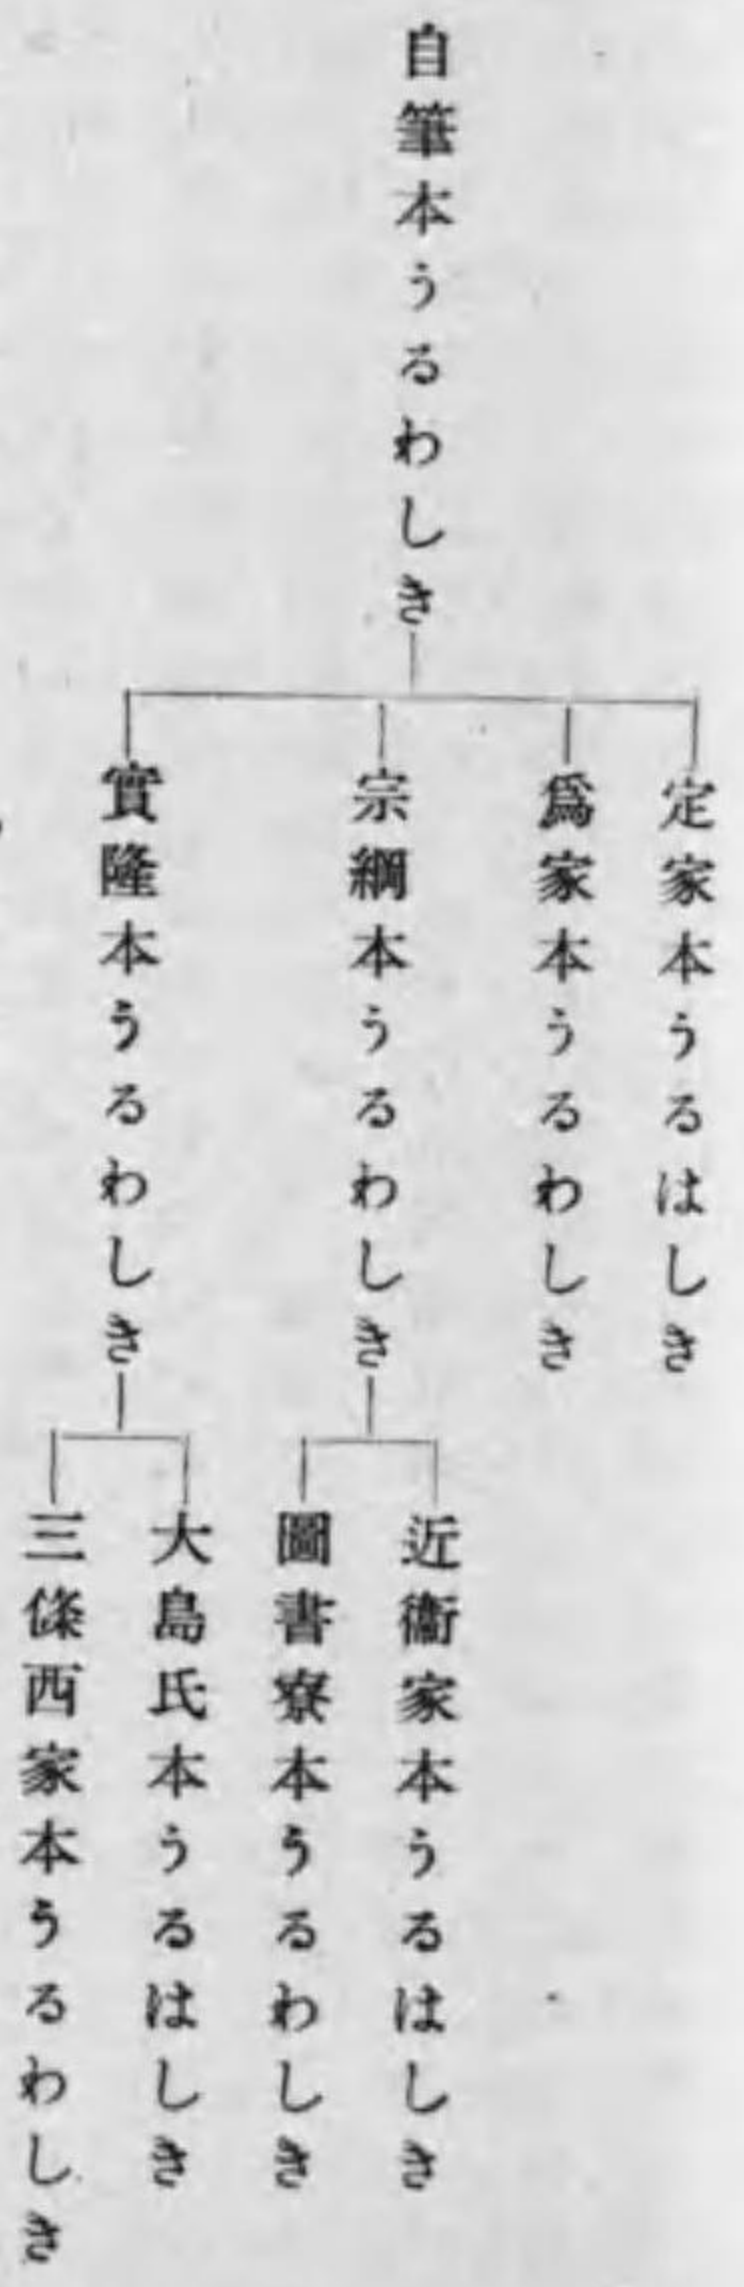 自筆本うるわしき
定家本うるはしき
爲家本うるわしき
宗綱本うるわしき
實隆本うるわしき
近衞家本うるはしき
圖書寮本うるわしき
大島氏本うるはしき
三條西家本うるわしき